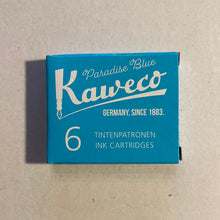 Paradise Blue
Kaweco
GERMANY, SINCE 1883.
6
TINTENPATRONEN
INK CARTRIDGES